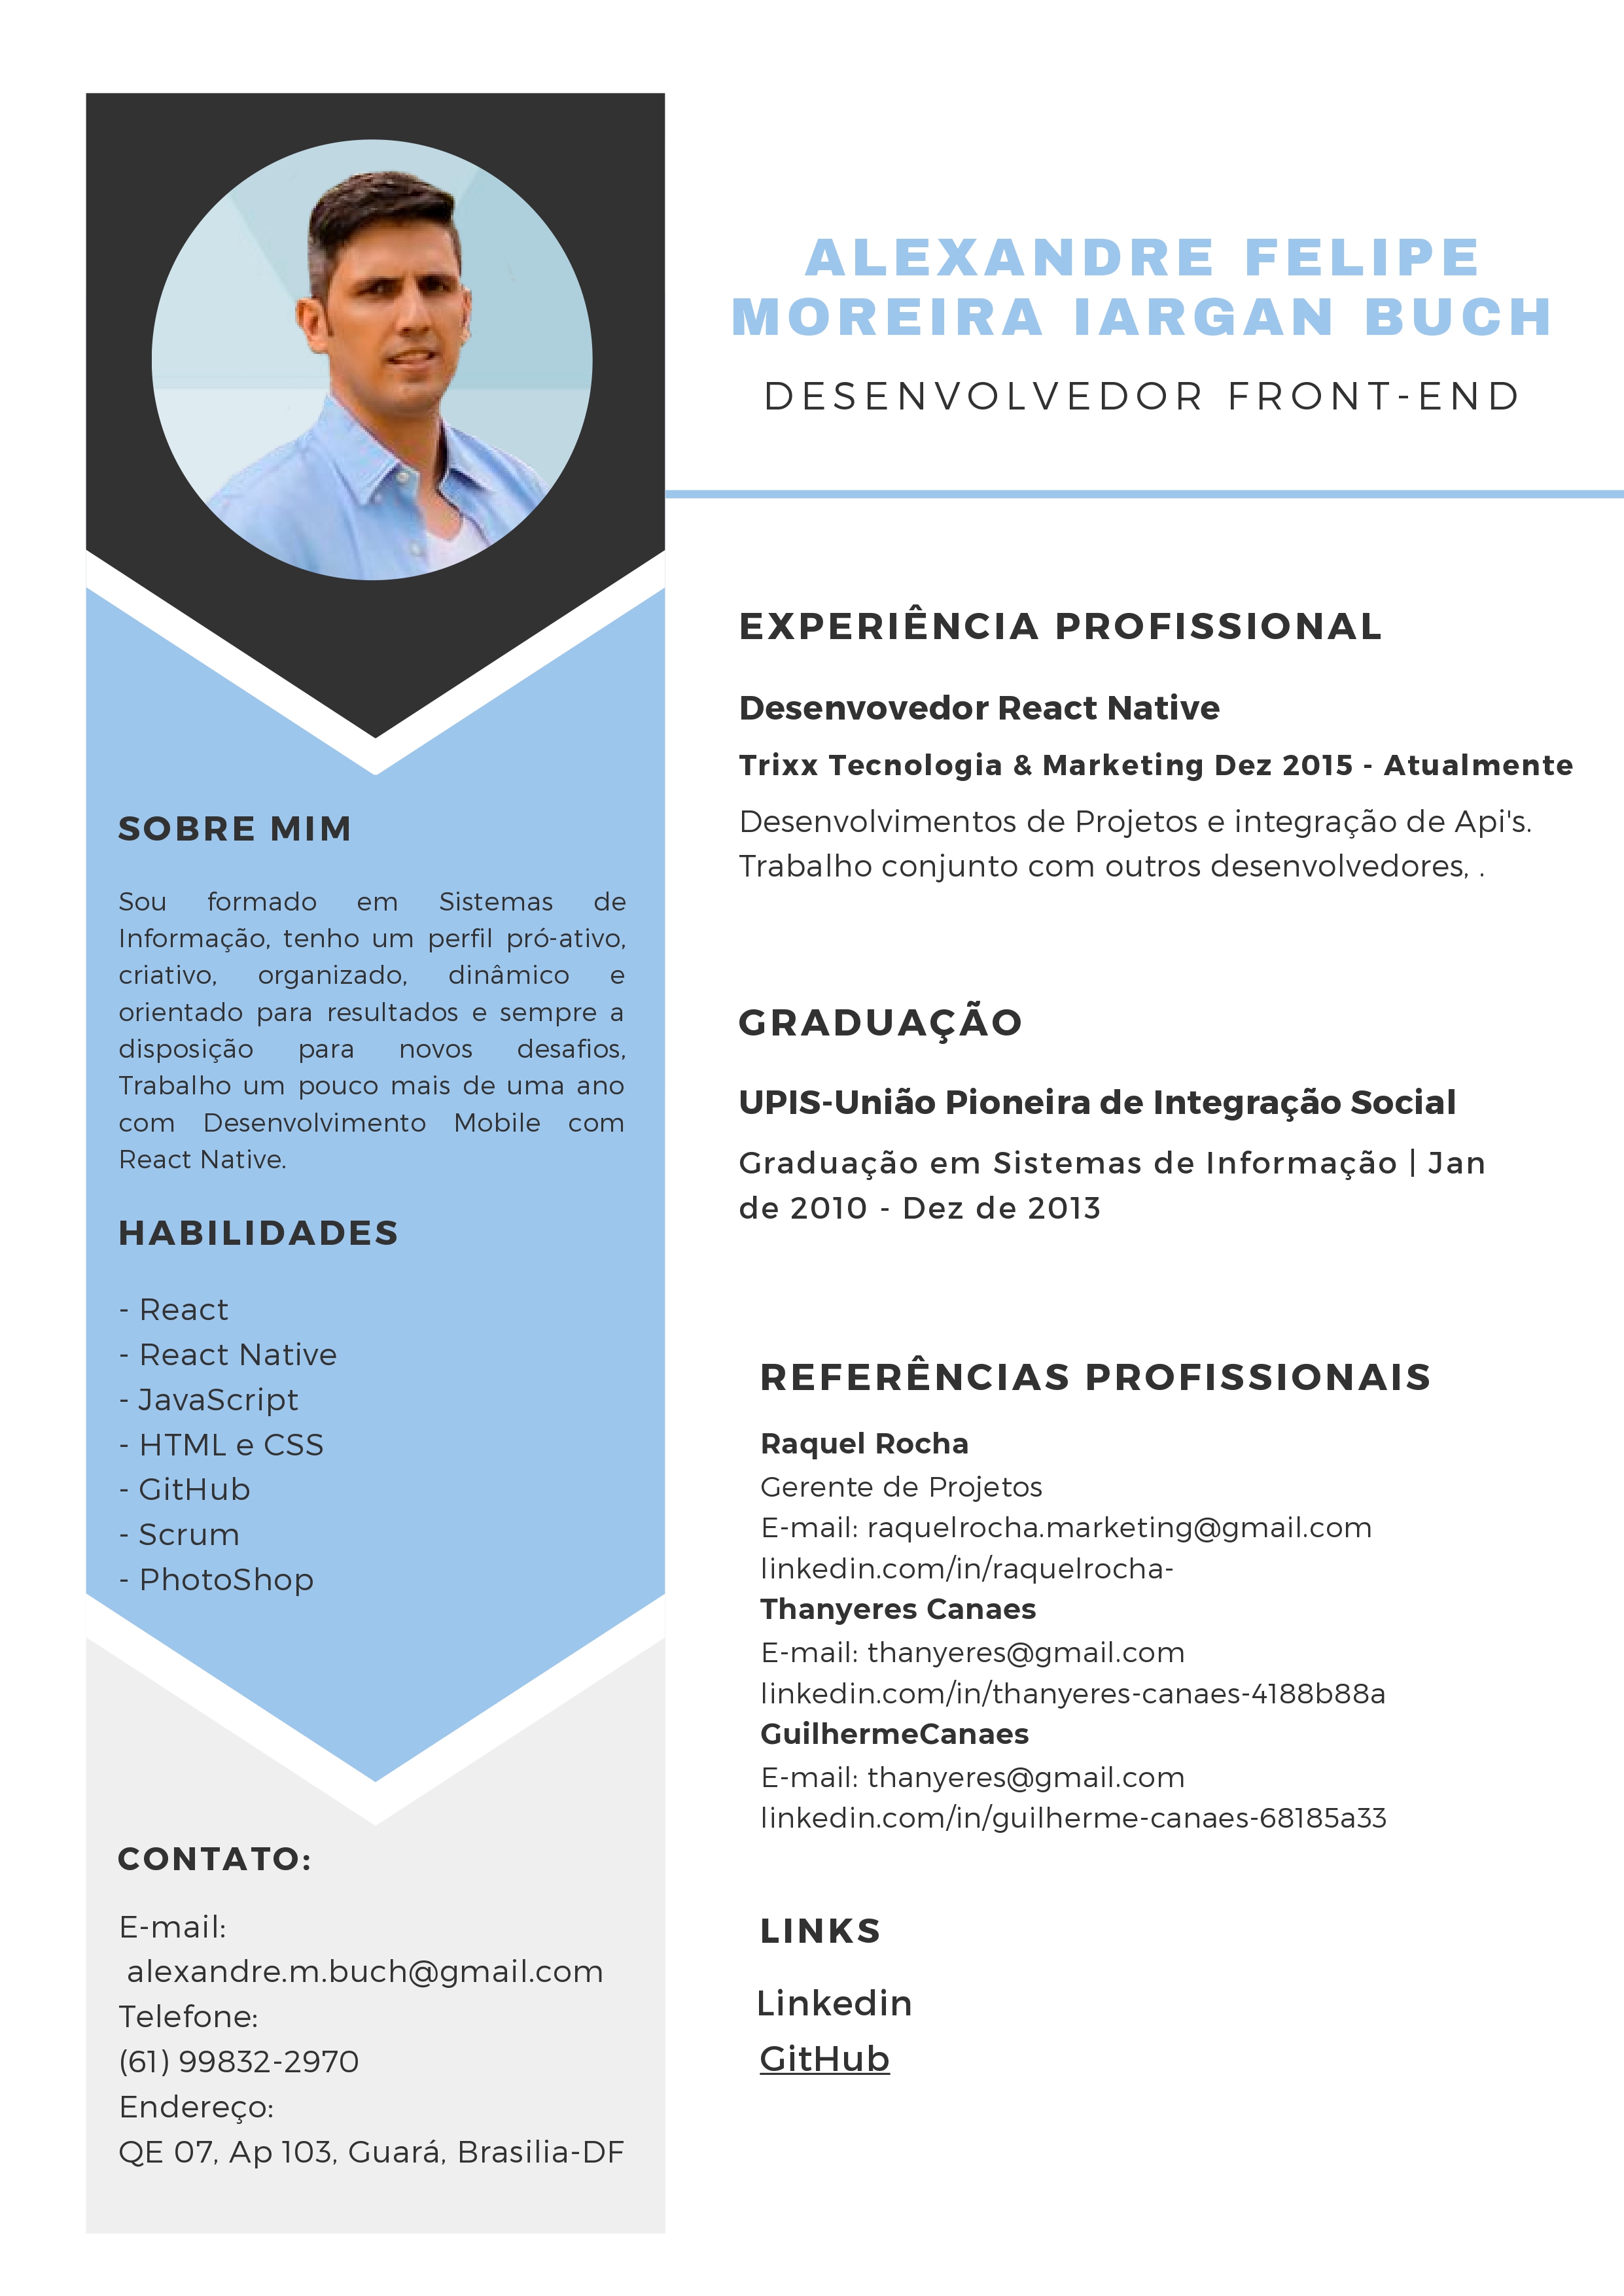 ALEXANDRE FELIPE
MOREIRA IARGAN BUCH
DESENVOLVEDOR FRONT-END
SOBRE MIM
Sou formado em Sistemas de
Informação, tenho um perfil pró-ativo,
criativo, organizado, dinâmico e
orientado para resultados e sempre a
disposição para novos desafios,
Trabalho um pouco mais de uma ano
com Desenvolvimento Mobile com
React Native.
HABILIDADES
- React
- React Native
- JavaScript
- HTML e CSS
- GitHub
- Scrum
- PhotoShop
CONTATO:
E-mail:
alexandre.m.buch@gmail.com
Telefone:
(61) 99832-2970
Endereço:
QE 07, Ap 103, Guará, Brasilia-DF
EXPERIÊNCIA PROFISSIONAL
Desenvovedor React Native
Trixx Tecnologia & Marketing Dez 2015 - Atualmente
Desenvolvimentos de Projetos e integração de Api's.
Trabalho conjunto com outros desenvolvedores, .
GRADUAÇÃO
UPIS-União Pioneira de Integração Social
Graduação em Sistemas de Informação | Jan
de 2010 - Dez de 2013
REFERÊNCIAS PROFISSIONAIS
Raquel Rocha
Gerente de Projetos
E-mail: raquelrocha.marketing@gmail.com
linkedin.com/in/raquelrocha-
Thanyeres Canaes
E-mail: thanyeres@gmail.com
linkedin.com/in/thanyeres-canaes-4188b88a
GuilhermeCanaes
E-mail: thanyeres@gmail.com
linkedin.com/in/guilherme-canaes-68185a33
LINKS
Linkedin
GitHub